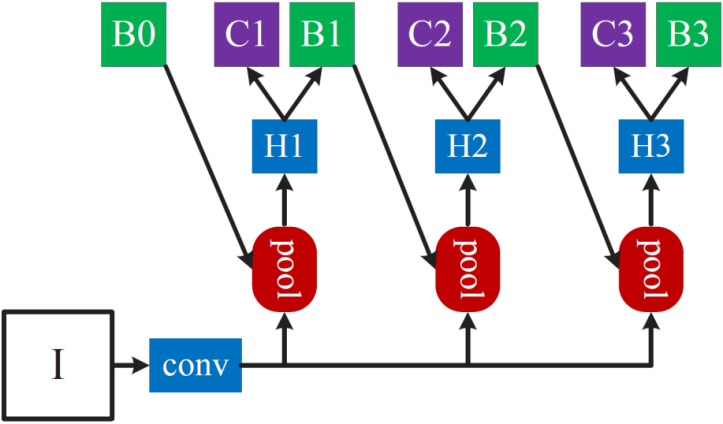 B0 C1 B1 C2 B2 C3 B3
H1 H2 H3
pool pool pool
I conv